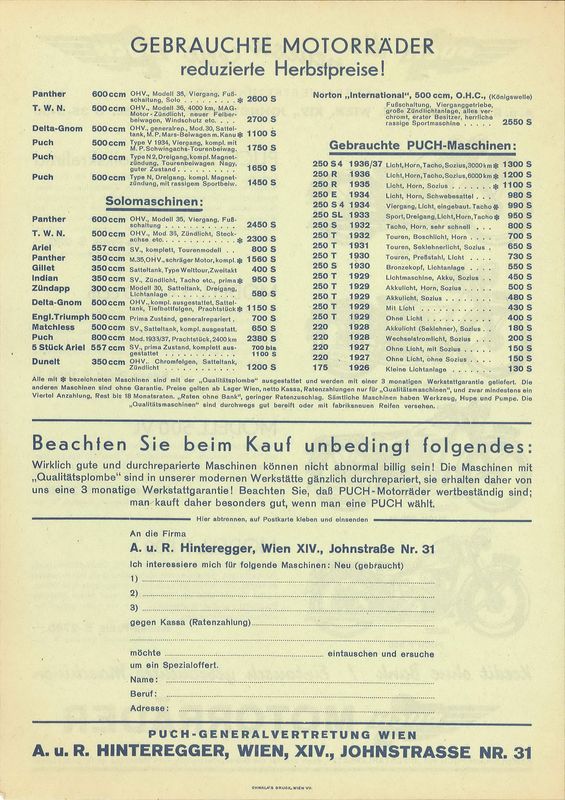 GEBRAUCHTE MOTORRÄDER
reduzierte Herbstpreise!
Panther 600 ccm OHV., Modell 38, Viergang, Fuß-
schaltung, Solo . . . . . . . . . ✻ 2600 S
T. W. N. 500 ccm OHV., Modell 36, 4000 km, MAG-
Motor-Zündlicht, neuer Felber-
beiwagen, Windschutz etc. . . . 2700 S
Delta-Gnom 500 ccm OHV., generalrep., Mod. 30, Sattel-
tank, M. P.-Mars-Beiwagen m. Kanu ✻ 1100 S
Puch 500 ccm Type V 1934, Viergang, kompl. mit
M. P. Schwingachs-Tourenbeiwag. 1750 S
Puch 500 ccm Type N 2, Dreigang, kompl. Magnet-
zündung, Tourenbeiwagen Navy,
guter Zustand . . . . . . . . . 1650 S
Puch 500 ccm Type N, Dreigang, kompl. Magnet-
zündung, mit rassigem Sportbeiw. 1450 S
Solomaschinen:
Panther 600 ccm OHV., Modell 35, Viergang, Fuß-
schaltung . . . . . . . . . . . . 2450 S
T. W. N. 500 ccm OHV., Mod 35, Zündlicht, Steck-
achse etc. . . . . . . . . . . ✻ 2300 S
Ariel 557 ccm SV., komplett, Tourenmodell . . . 800 S
Panther 350 ccm M.35, OHV., schräger Motor, kompl. ✻ 1560 S
Gillet 350 ccm Satteltank, Type Welttour, Zweitakt 400 S
Indian 350 ccm SV., Zündlicht, Tacho etc., prima ✻ 950 S
Zündapp 300 ccm Modell 30, Satteltank, Dreigang,
Lichtanlage . . . . . . . . . . . 580 S
Delta-Gnom 500 ccm OHV., komplett ausgestattet, Sattel-
tank, Tiefbettfelgen, Prachtstück ✻ 1150 S
Engl.Triumph 500 ccm Prima Zustand, generalrepariert, 700 S
Matchless 500 ccm SV., Satteltank, komplet ausgestatt. 650 S
Puch 800 ccm Mod. 1933/37, Prachtstück, 2400 km 2380 S
5 Stück Ariel 557 ccm SV., prima Zustand, komplett aus- 700 bis
gestattet . . . . . . . . . . . . 1100 S
Dunelt 350 ccm OHV., Chromfelgen, Satteltank,
Zündlicht . . . . . . . . . . . . 1200 S
Norton „International", 500 ccm, O.H.C., (Königswelle)
Fußschaltung, Vierganggetriebe,
große Zündlichtanlage, alles ver-
chromt, erster Besitzer, herrliche
rassige Sportmaschine . . . . . 2550 S
Gebrauchte PUCH-Maschinen:
250 S 4 1936/37 Licht, Horn, Tacho, Sozius, 3000 km ✻ 1300 S
250 R 1936 Licht, Horn, Tacho, Sozius, 6000 km ✻ 1200 S
250 R 1935 Licht, Horn, Sozius . . . . . . . ✻ 1100 S
250 E 1934 Licht, Horn, Schwebesattel . . . 980 S
250 S 4 1934 Viergang, Licht, eingebaut. Tacho ✻ 990 S
250 SL 1933 Sport, Dreigang, Licht, Horn, Tacho ✻ 950 S
250 S 1932 Tacho, Horn, sehr schnell . . . . 800 S
250 T 1932 Touren, Boschlicht, Horn . . . . 700 S
250 T 1931 Touren, Seklehnerlicht, Sozius . 650 S
250 T 1930 Touren, Preßstahl, Licht . . . . 730 S
250 S 1930 Bronzekopf, Lichtanlage . . . . 550 S
250 T 1929 Lichtmaschine, Akku, Sozius . . 450 S
250 T 1929 Akkulicht, Horn, Sozius . . . . 500 S
250 T 1929 Akkulicht, Sozius . . . . . . . . 480 S
250 T 1929 Mit Licht . . . . . . . . . . . . 430 S
250 T 1929 Ohne Licht . . . . . . . . . . . 400 S
220 1928 Akkulicht (Seklehner), Sozius . . 180 S
220 1928 Wechselstromlicht, Sozius . . . 200 S
220 1927 Ohne Licht, mit Sozius . . . . . 150 S
220 1927 Ohne Licht, ohne Sozius . . . . 150 S
175 1926 Kleine Lichtanlage . . . . . . . 130 S
Alle mit ✻ bezeichneten Maschinen sind mit der „Qualitätsplombe" ausgestattet und werden mit einer 3 monatigen Werkstattgarantie geliefert. Die
anderen Maschinen sind ohne Garantie. Preise gelten ab Lager Wien, netto Kassa, Ratenzahlungen nur für „Qualitätsmaschinen", und zwar mindestens ein
Viertel Anzahlung, Rest bis 18 Monatsraten. „Raten ohne Bank", geringer Ratenzuschlag. Sämtliche Maschinen haben Werkzeug, Hupe und Pumpe. Die
„Qualitätsmaschinen" sind durchwegs gut bereift oder mit fabriksneuen Reifen versehen.
Beachten Sie beim Kauf unbedingt folgendes:
Wirklich gute und durchreparierte Maschinen können nicht abnormal billig sein! Die Maschinen mit
„Qualitätsplombe" sind in unserer modernen Werkstätte gänzlich durchrepariert, sie erhalten daher von
uns eine 3 monatige Werkstattgarantie! Beachten Sie, daß PUCH-Motorräder wertbeständig sind;
man kauft daher besonders gut, wenn man eine PUCH wählt.
Hier abtrennen, auf Postkarte kleben und einsenden
An die Firma
A. u. R. Hinteregger, Wien XIV., Johnstraße Nr. 31
Ich interessiere mich für folgende Maschinen: Neu (gebraucht)
1)
2)
3)
gegen Kassa (Ratenzahlung)
möchte eintauschen und ersuche
um ein Spezialoffert.
Name:
Beruf:
Adresse:
PUCH-GENERALVERTRETUNG WIEN
A. u. R. HINTEREGGER, WIEN, XIV., JOHNSTRASSE NR. 31